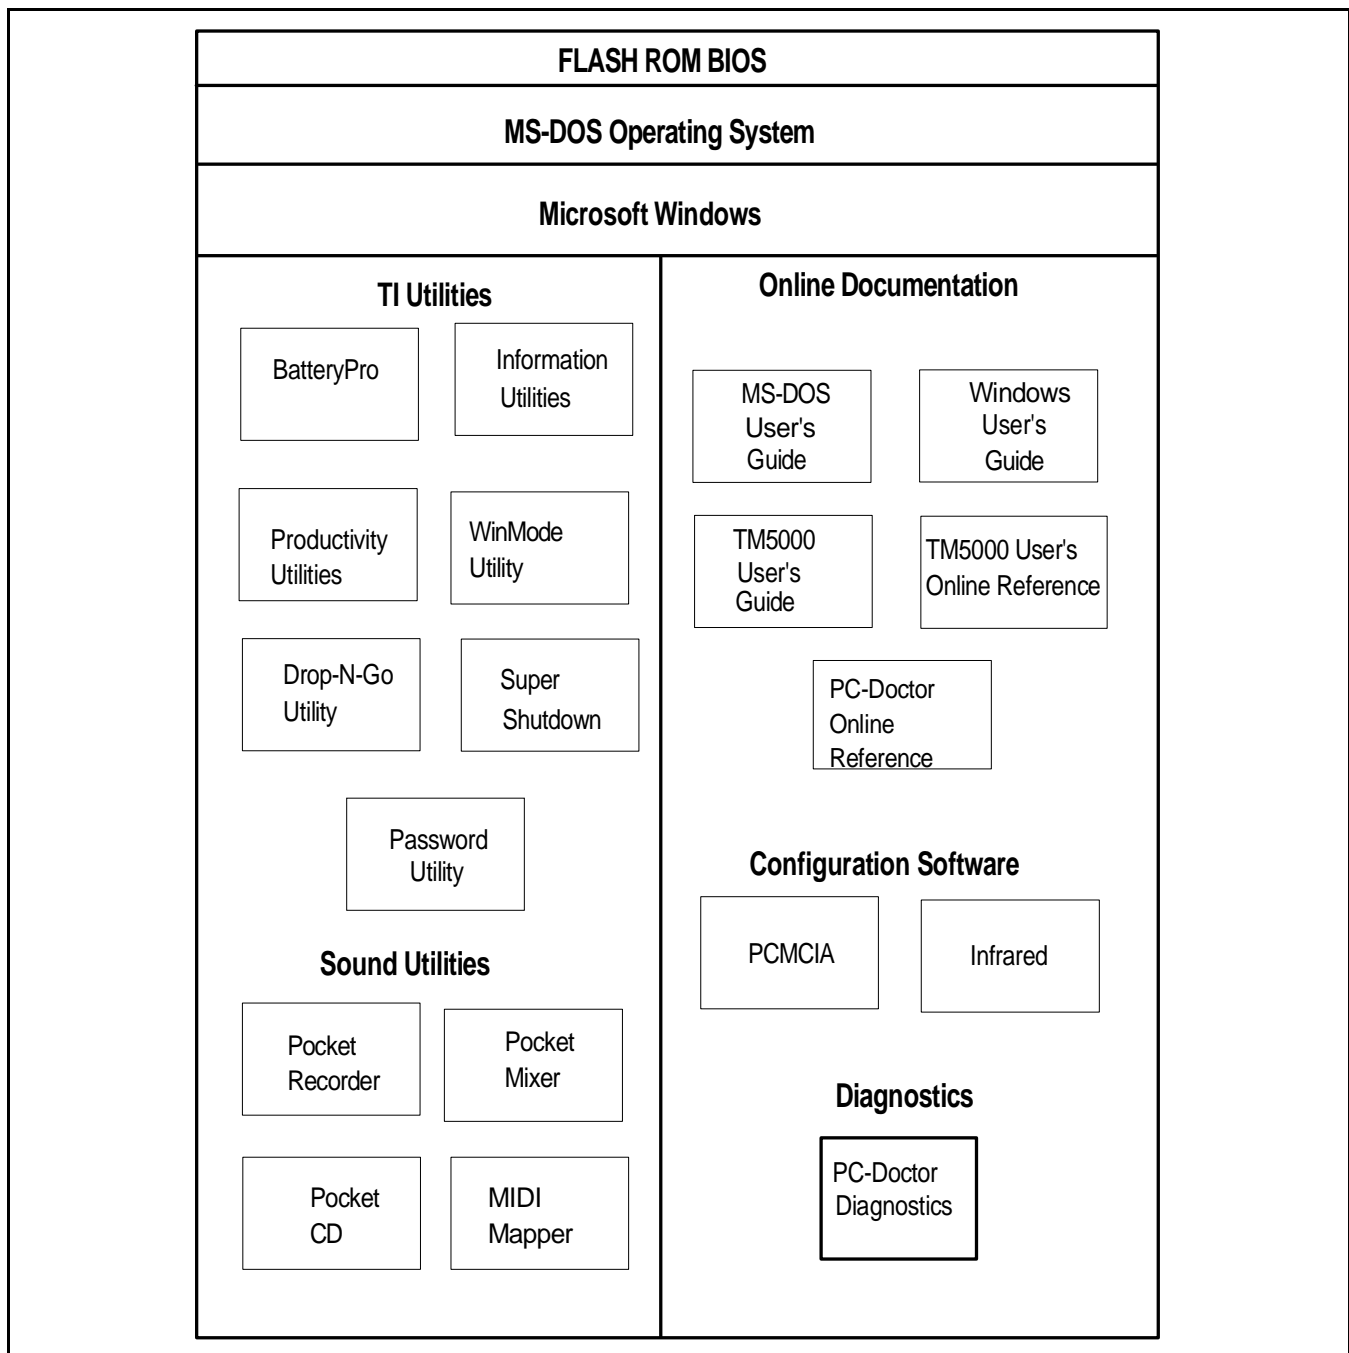 FLASH ROM BIOS
MS-DOS Operating System
Microsoft Windows
TI Utilities
BatteryPro
Information
Utilities
Productivity
Utilities
WinMode
Utility
Drop-N-Go
Utility
Super
Shutdown
Password
Utility
Sound Utilities
Pocket
Recorder
Pocket
Mixer
Pocket
CD
MIDI
Mapper
Online Documentation
MS-DOS
User's
Guide
Windows
User's
Guide
TM5000
User's
Guide
TM5000 User's
Online Reference
PC-Doctor
Online
Reference
Configuration Software
PCMCIA
Infrared
Diagnostics
PC-Doctor
Diagnostics